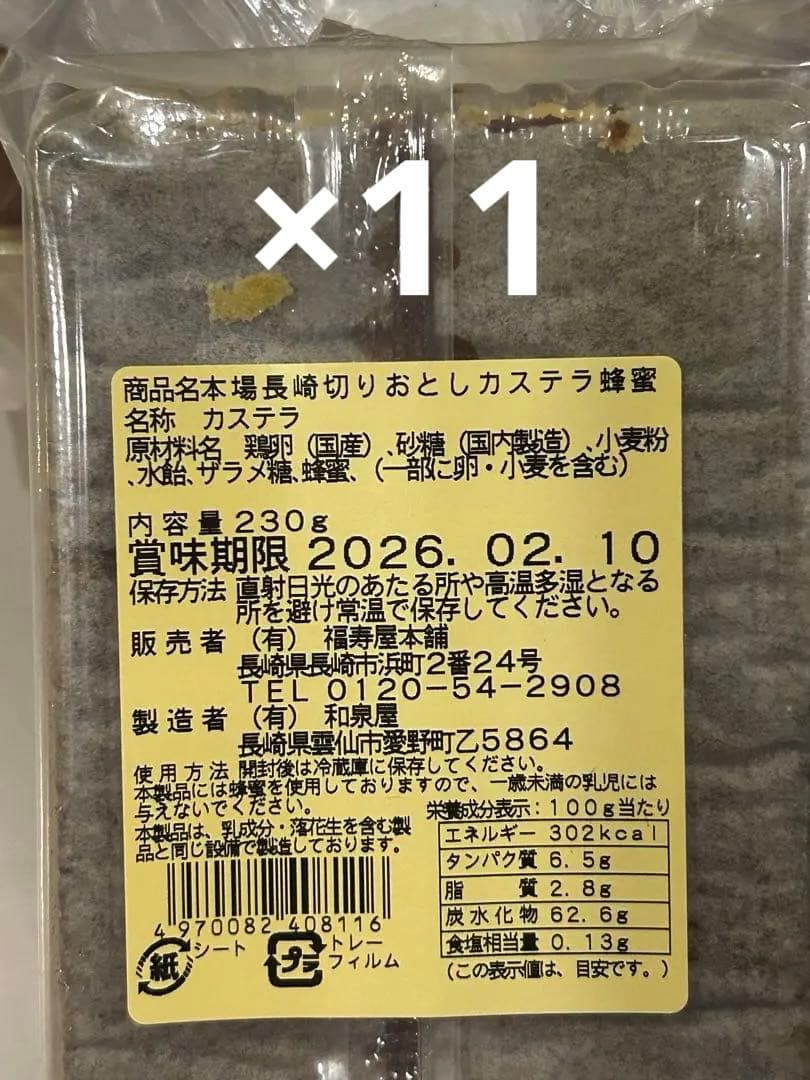 ×11
商品名本場長崎切りおとしカステラ蜂蜜
名称 カステラ
原材料名 鶏卵（国産）、砂糖（国内製造）、小麦粉
、水飴、ザラメ糖、蜂蜜、（一部に卵・小麦を含む）
内容量 230g
賞味期限 2026. 02. 10
保存方法 直射日光のあたる所や高温多湿となる
所を避け常温で保存してください。
販売者 （有） 福寿屋本舗
長崎県長崎市浜町2番24号
TEL 0120-54-2908
製造者 （有） 和泉屋
長崎県雲仙市愛野町乙5864
使用方法 開封後は冷蔵庫に保存してください。
本製品には蜂蜜を使用しておりますので、一歳未満の乳児には
与えないでください。
本製品は、乳成分・落花生を含む製
品と同じ設備で製造しております。
栄養成分表示：100g当たり
エネルギー 302kcal
タンパク質 6.5g
脂質 2.8g
炭水化物 62.6g
食塩相当量 0.13g
（この表示値は、目安です。）
4 970082 408116
紙 シート
プラ トレー
フィルム